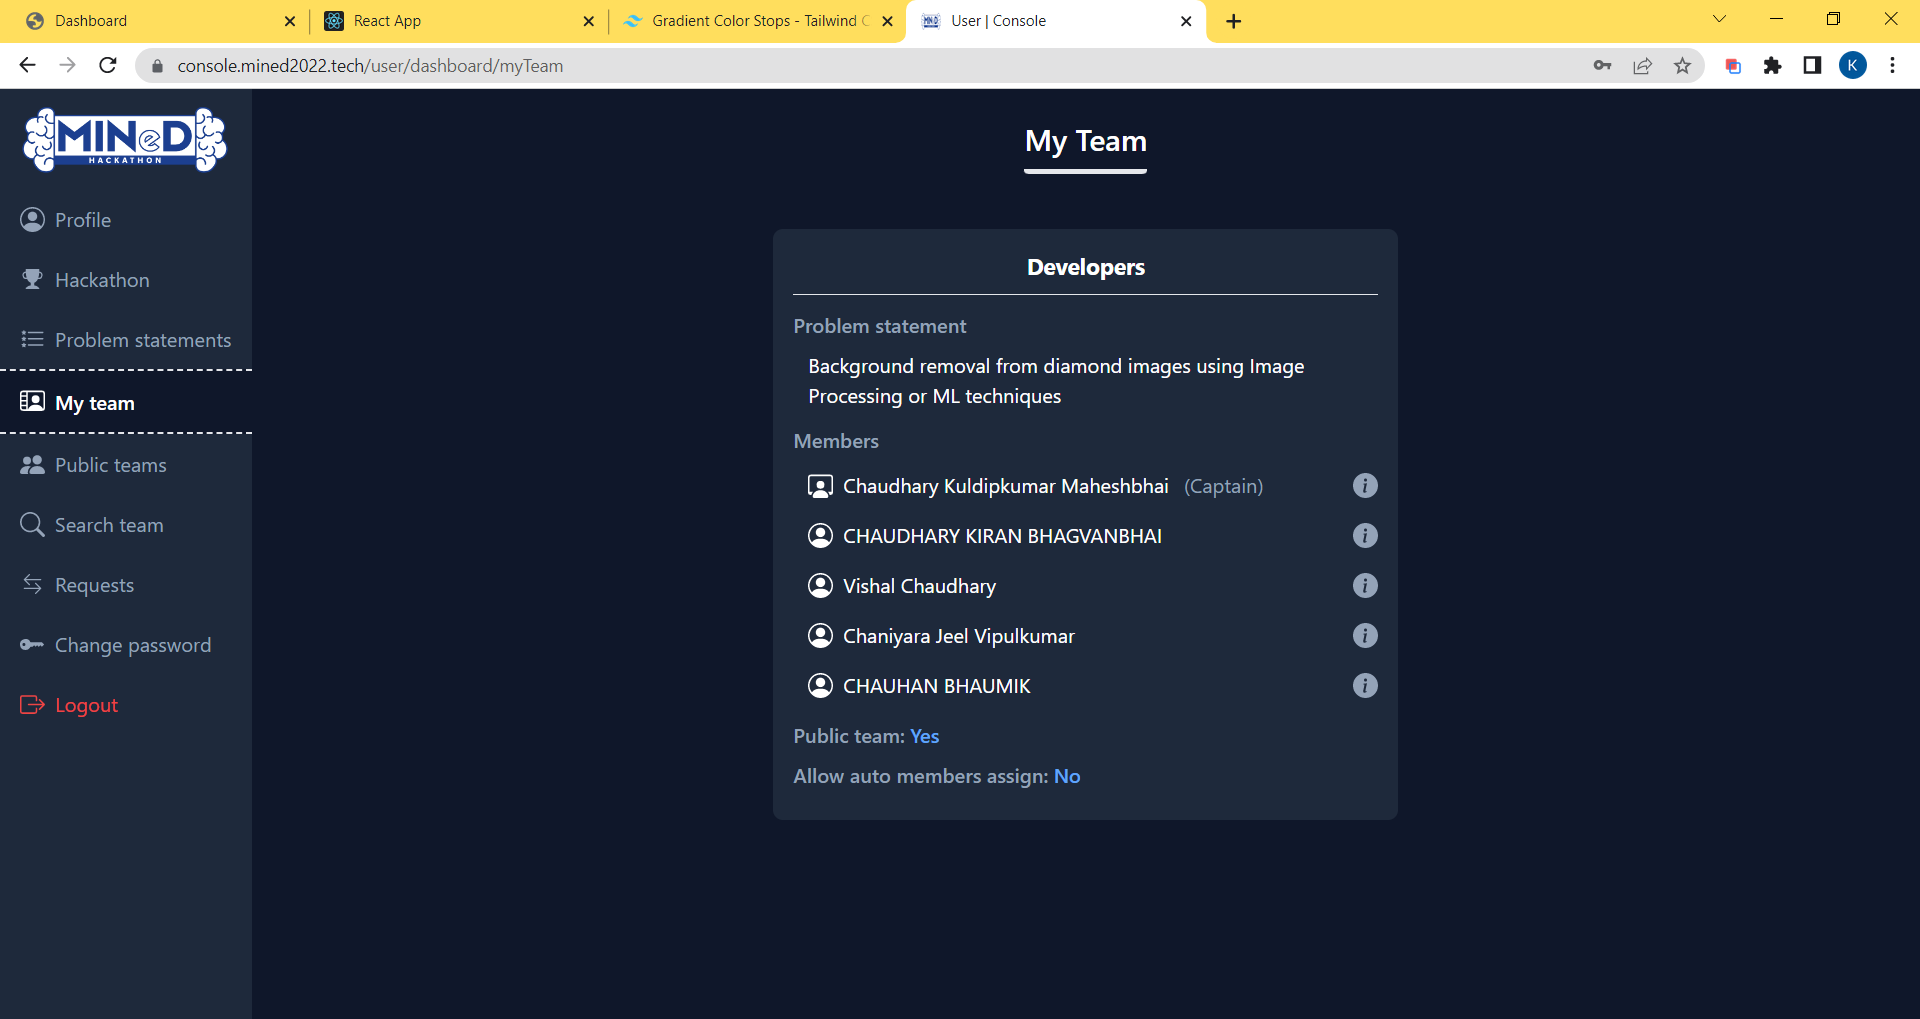 Dashboard
React App
Gradient Color Stops - Tailwind C
User | Console
console.mined2022.tech/user/dashboard/myTeam
K
MINeD
HACKATHON
Profile
Hackathon
Problem statements
My team
Public teams
Search team
Requests
Change password
Logout
My Team
Developers
Problem statement
Background removal from diamond images using Image
Processing or ML techniques
Members
Chaudhary Kuldipkumar Maheshbhai (Captain)
CHAUDHARY KIRAN BHAGVANBHAI
Vishal Chaudhary
Chaniyara Jeel Vipulkumar
CHAUHAN BHAUMIK
Public team: Yes
Allow auto members assign: No